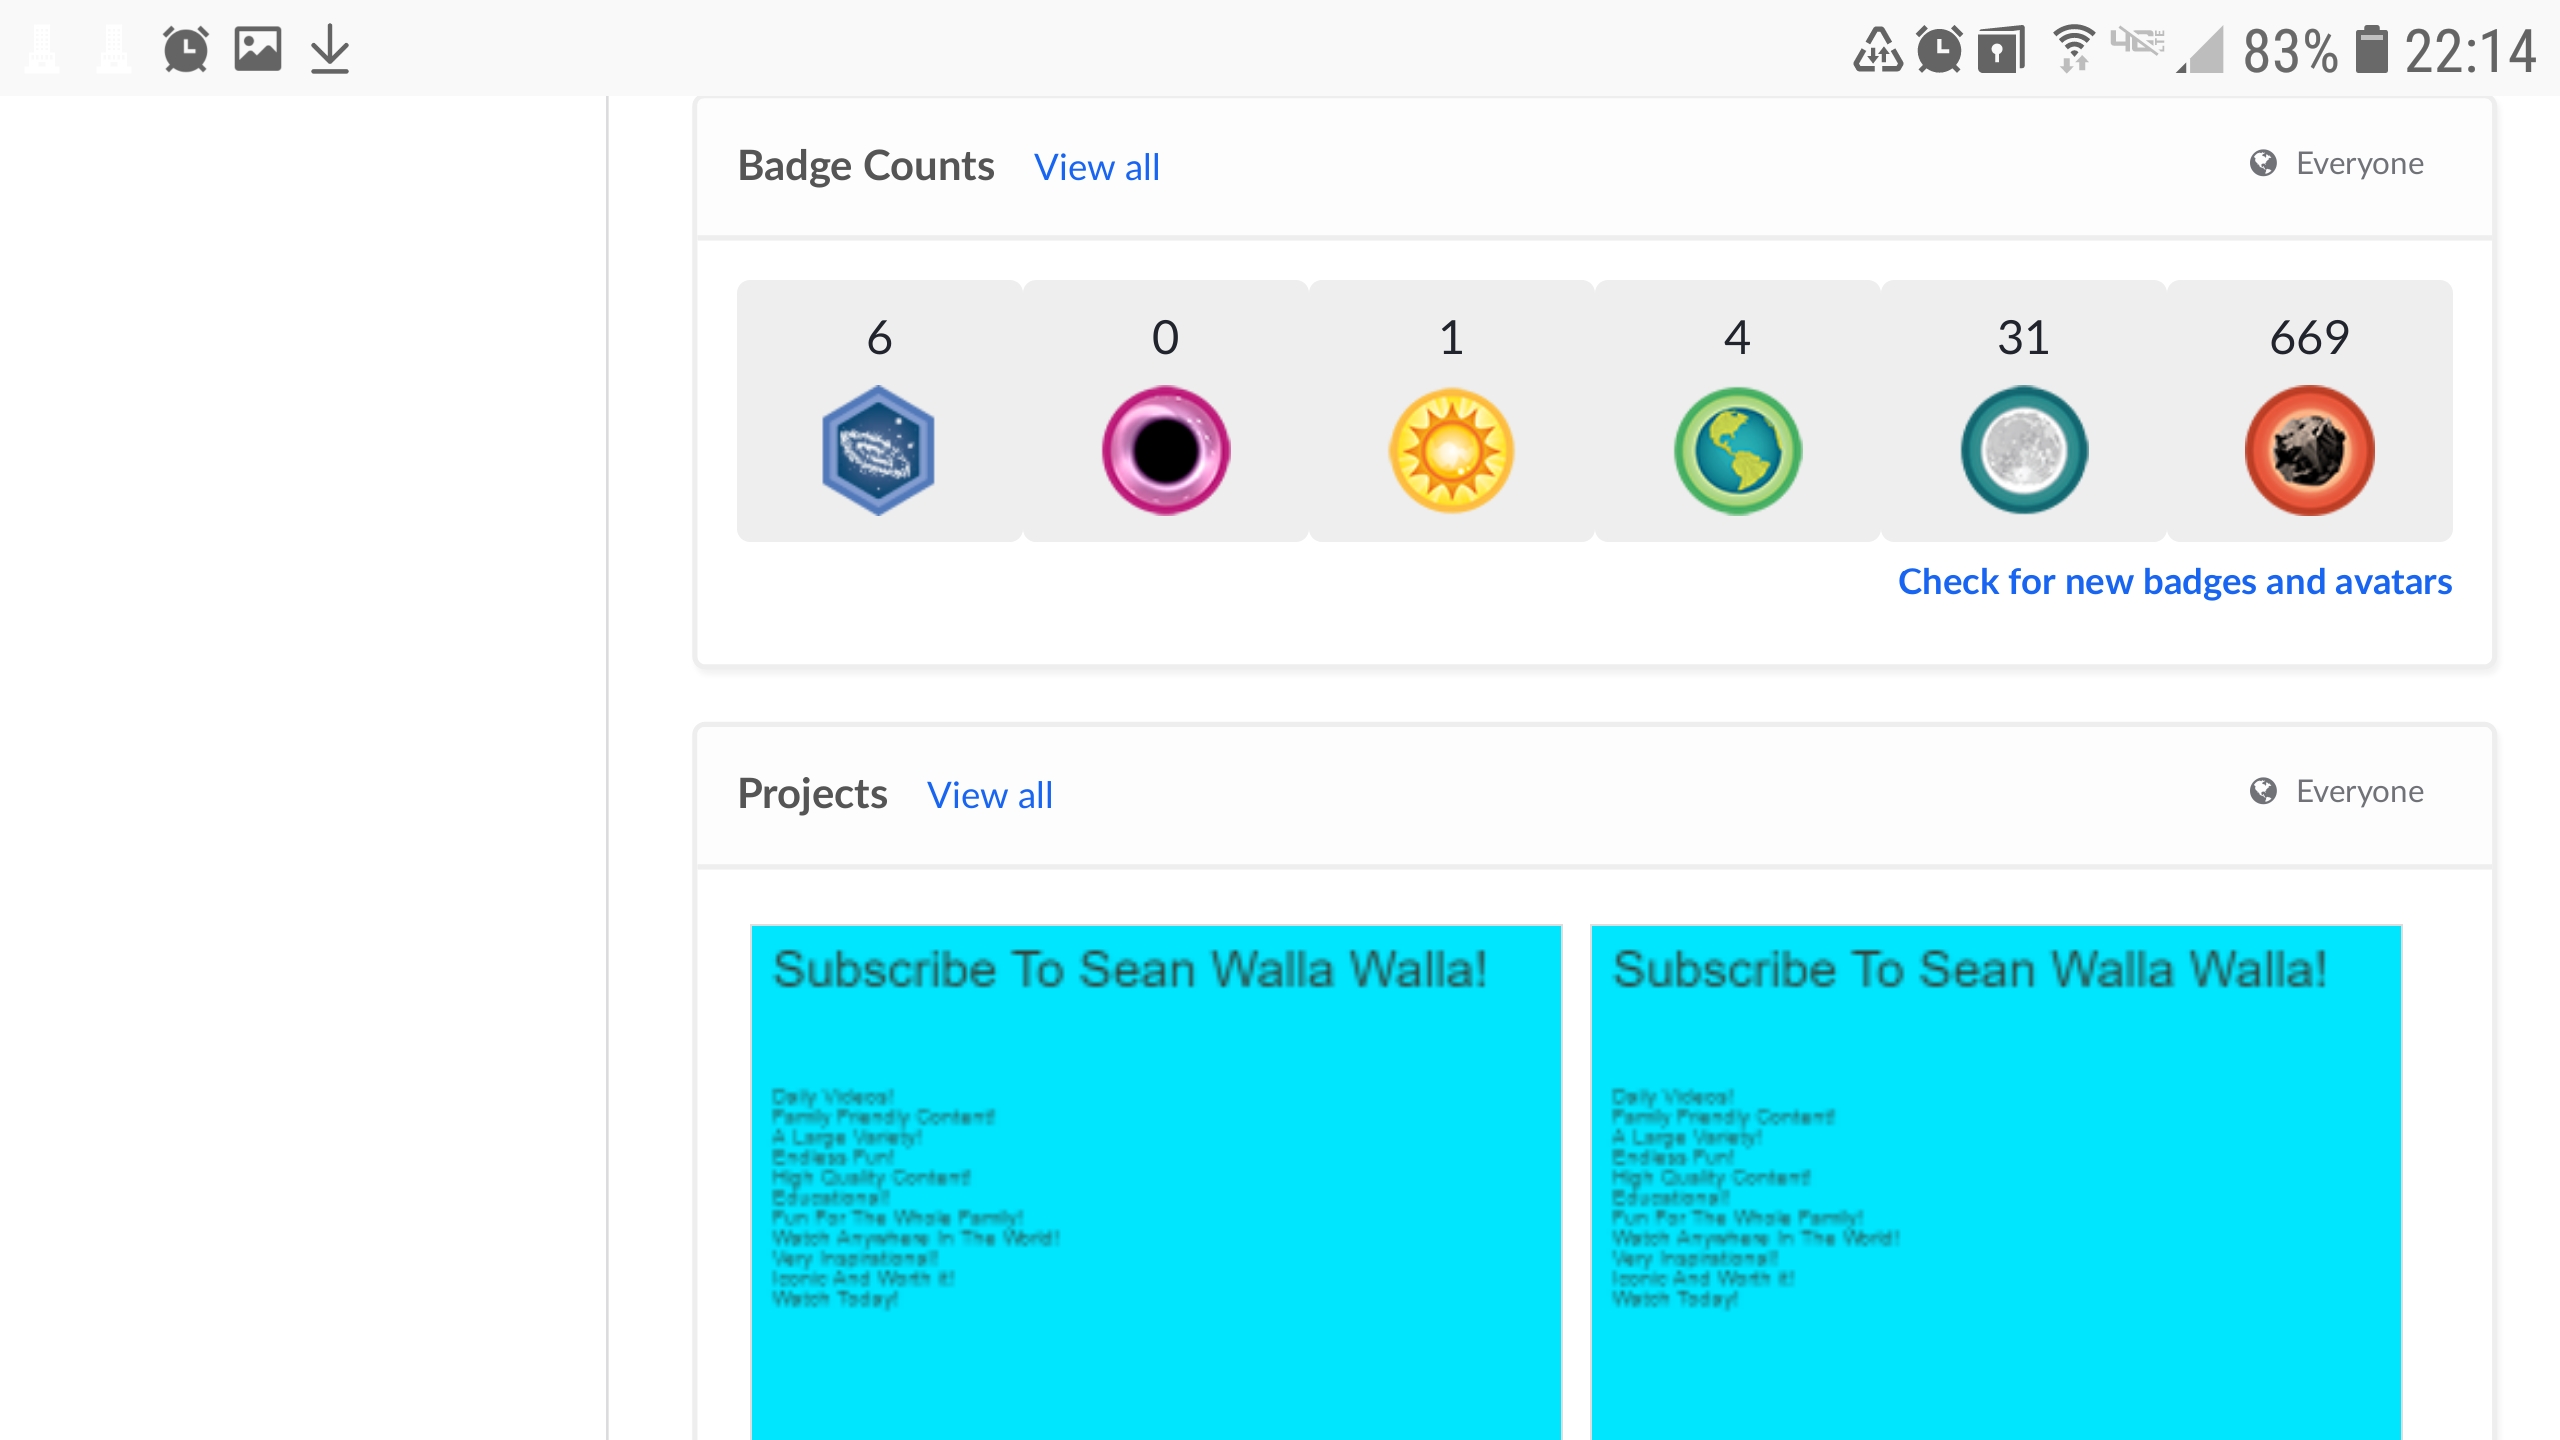 83% 22:14
Badge Counts View all Everyone
6 0 1 4 31 669
Check for new badges and avatars
Projects View all Everyone
Subscribe To Sean Walla Walla! Subscribe To Sean Walla Walla!
Daily Videos! Daily Videos!
Family Friendly Content! Family Friendly Content!
A Large Variety! A Large Variety!
Endless Fun! Endless Fun!
High Quality Content! High Quality Content!
Educational! Educational!
Fun For The Whole Family! Fun For The Whole Family!
Watch Anywhere In The World! Watch Anywhere In The World!
Very Inspirational! Very Inspirational!
Iconic And Worth it! Iconic And Worth it!
Watch Today! Watch Today!